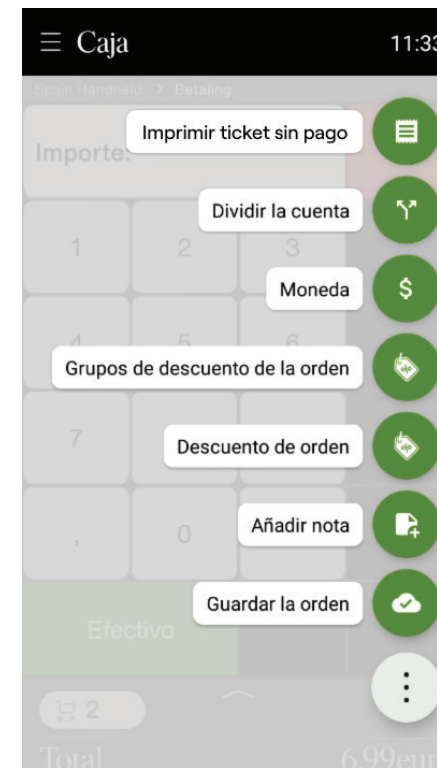 Caja 11:33
Spain Handheld > Betaling
Imprimir ticket sin pago
Importe:
Dividir la cuenta
1 2 3
Moneda
4 5 6
Grupos de descuento de la orden
7
Descuento de orden
Añadir nota
, 0
Guardar la orden
Efectivo
2
Total 6,99eur